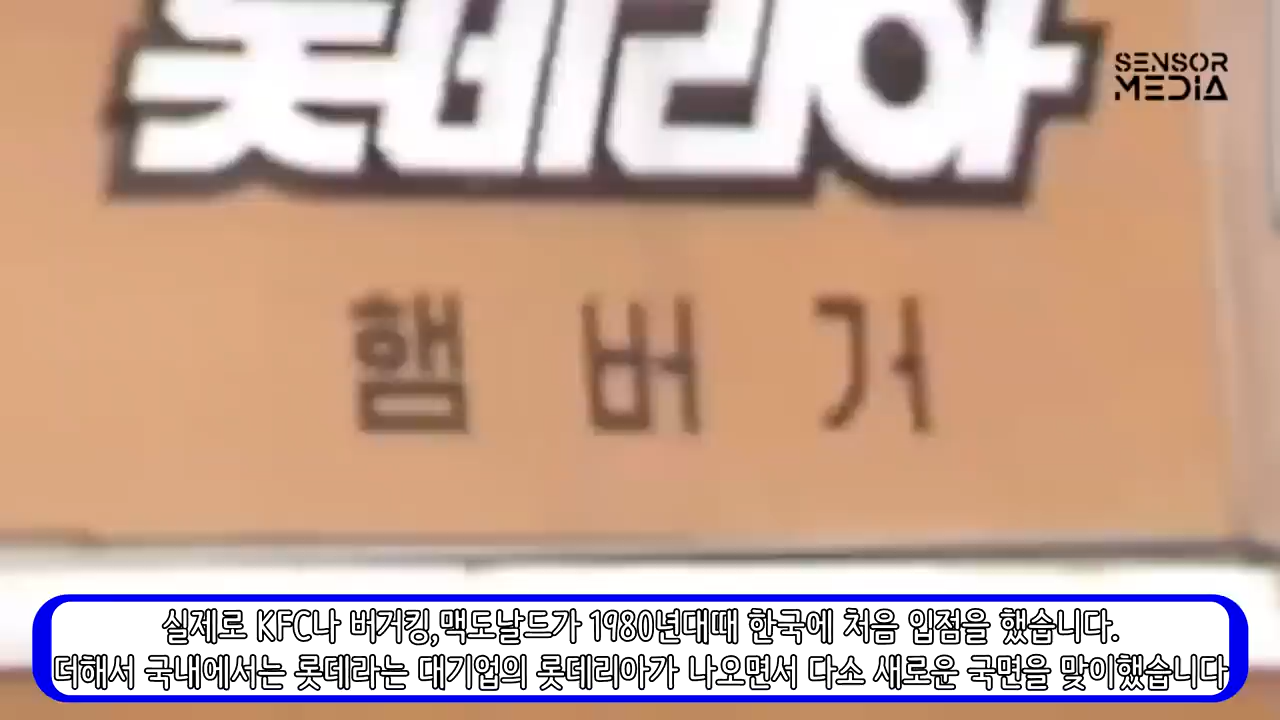 롯데리아
SENSOR
MEDIA
햄버거
실제로 KFC나 버거킹,맥도날드가 1980년대때 한국에 처음 입점을 했습니다.
더해서 국내에서는 롯데라는 대기업의 롯데리아가 나오면서 다소 새로운 국면을 맞이했습니다